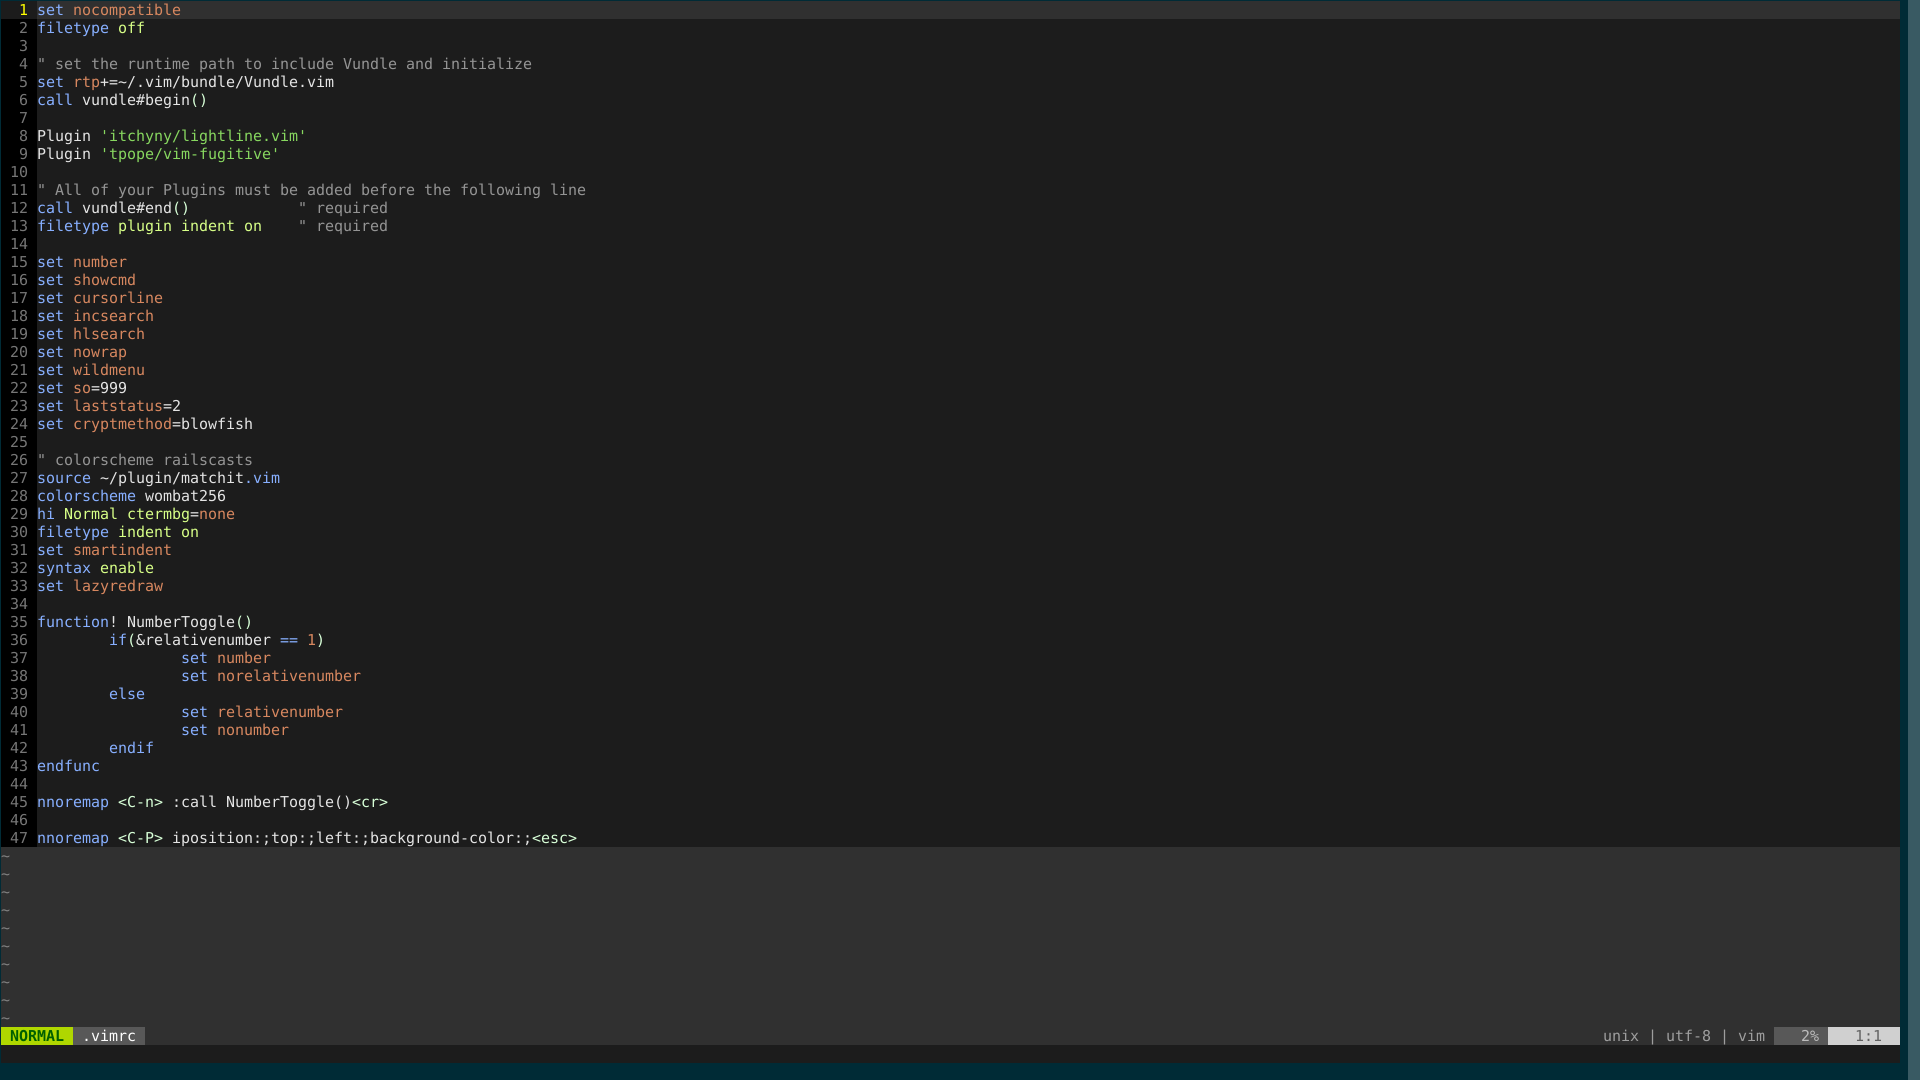 1 set nocompatible
2 filetype off
3
4 " set the runtime path to include Vundle and initialize
5 set rtp+=~/.vim/bundle/Vundle.vim
6 call vundle#begin()
7
8 Plugin 'itchyny/lightline.vim'
9 Plugin 'tpope/vim-fugitive'
10
11 " All of your Plugins must be added before the following line
12 call vundle#end()            " required
13 filetype plugin indent on    " required
14
15 set number
16 set showcmd
17 set cursorline
18 set incsearch
19 set hlsearch
20 set nowrap
21 set wildmenu
22 set so=999
23 set laststatus=2
24 set cryptmethod=blowfish
25
26 " colorscheme railscasts
27 source ~/plugin/matchit.vim
28 colorscheme wombat256
29 hi Normal ctermbg=none
30 filetype indent on
31 set smartindent
32 syntax enable
33 set lazyredraw
34
35 function! NumberToggle()
36         if(&relativenumber == 1)
37                 set number
38                 set norelativenumber
39         else
40                 set relativenumber
41                 set nonumber
42         endif
43 endfunc
44
45 nnoremap <C-n> :call NumberToggle()<cr>
46
47 nnoremap <C-P> iposition:;top:;left:;background-color:;<esc>
~
~
~
~
~
~
~
~
~
~
NORMAL .vimrc unix | utf-8 | vim 2% 1:1